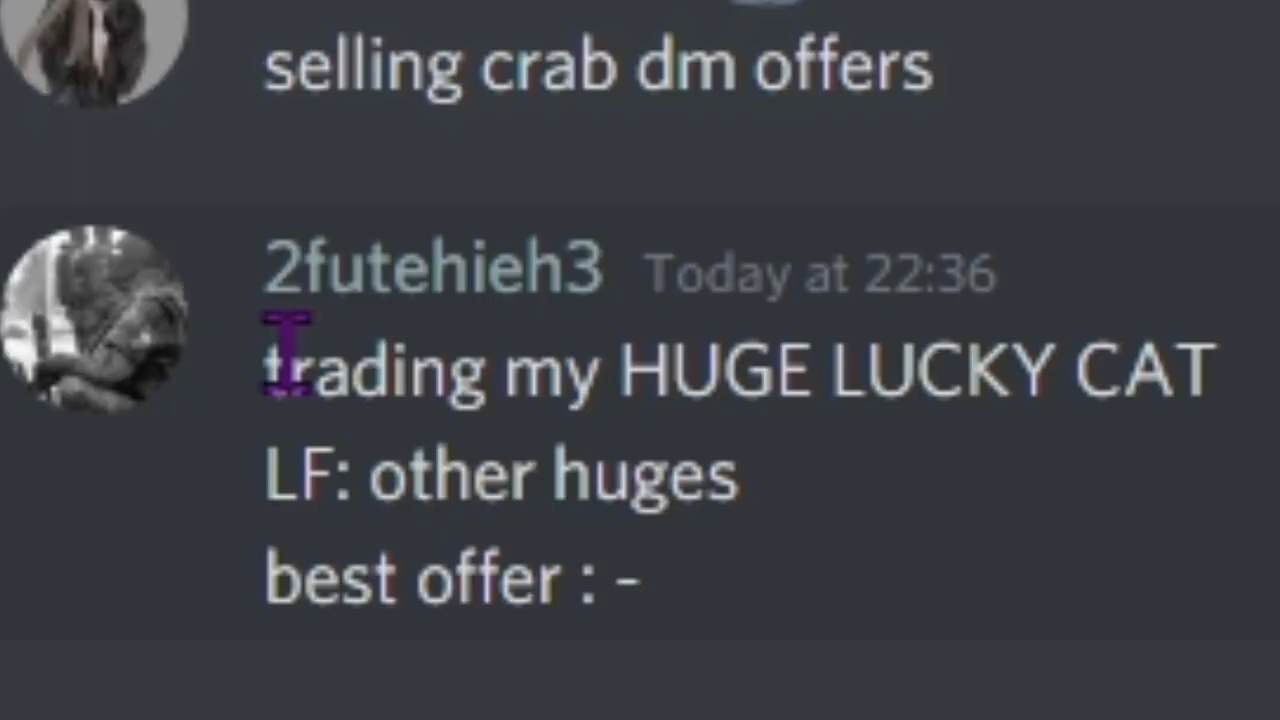 selling crab dm offers
2futehieh3 Today at 22:36
trading my HUGE LUCKY CAT
LF: other huges
best offer : -